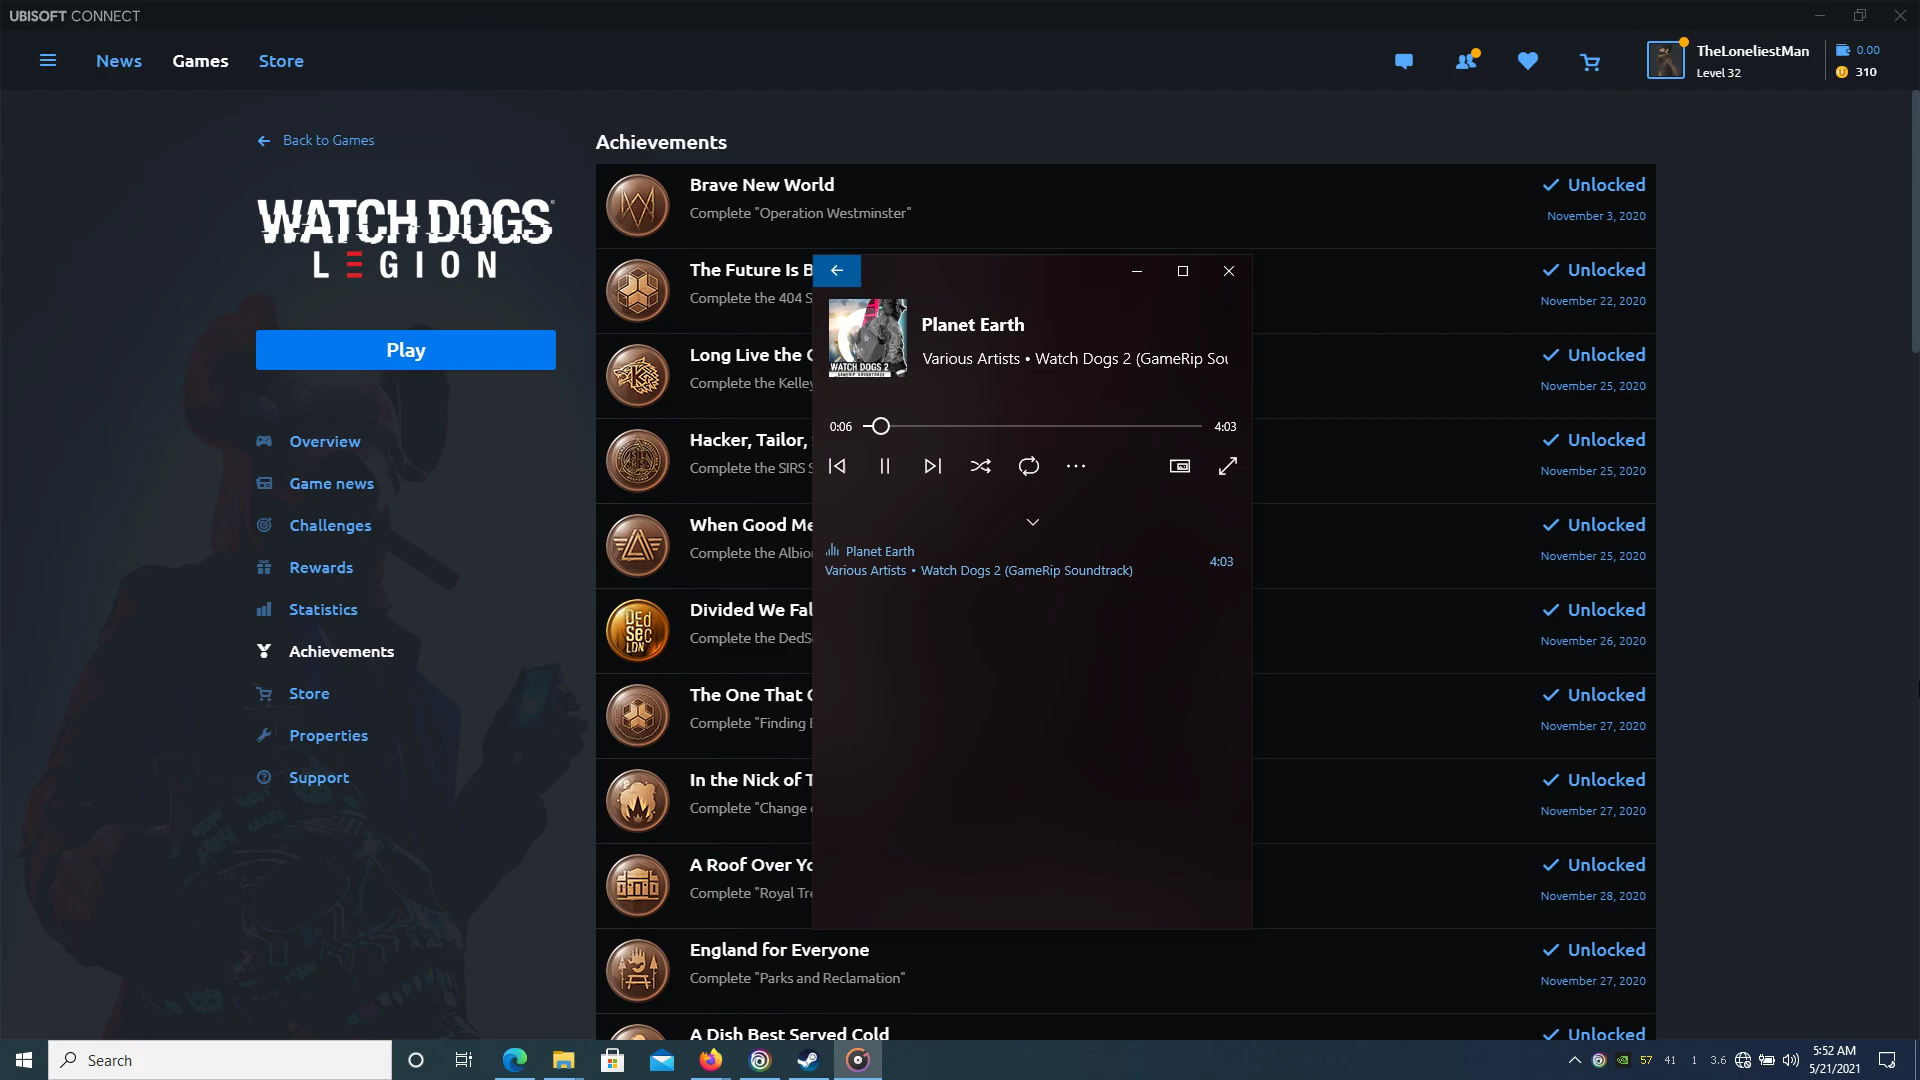 UBISOFT CONNECT
News Games Store
TheLoneliestMan
Level 32
0.00
310
Back to Games
WATCH DOGS
LEGION
Play
Overview
Game news
Challenges
Rewards
Statistics
Achievements
Store
Properties
Support
Achievements
Brave New World
Complete "Operation Westminster"
Unlocked
November 3, 2020
The Future Is B
Complete the 404 S
Unlocked
November 22, 2020
Long Live the
Complete the Kelley
Unlocked
November 25, 2020
Hacker, Tailor,
Complete the SIRS S
Unlocked
November 25, 2020
When Good Me
Complete the Albio
Unlocked
November 25, 2020
DEDSEC LDN
Divided We Fal
Complete the DedS
Unlocked
November 26, 2020
The One That
Complete "Finding
Unlocked
November 27, 2020
In the Nick of T
Complete "Change
Unlocked
November 27, 2020
A Roof Over Yo
Complete "Royal Tre
Unlocked
November 28, 2020
England for Everyone
Complete "Parks and Reclamation"
Unlocked
November 27, 2020
A Dish Best Served Cold
Unlocked
WATCH DOGS 2
GAMERIP SOUNDTRACK
Planet Earth
Various Artists • Watch Dogs 2 (GameRip Sou
0:06
4:03
Planet Earth
Various Artists • Watch Dogs 2 (GameRip Soundtrack)
4:03
Search
57 41 1 3.6
5:52 AM
5/21/2021